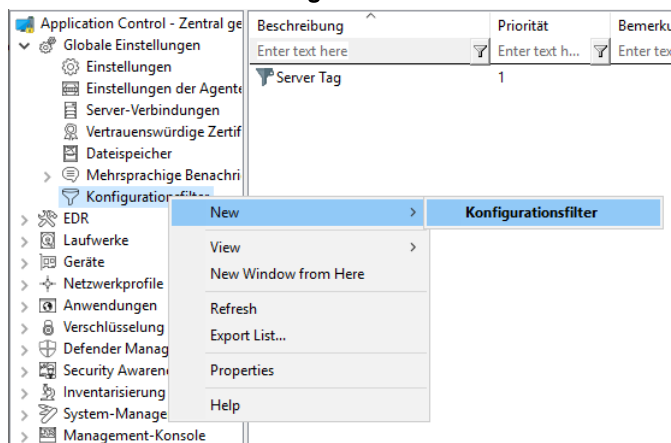 Application Control - Zentral ge
Globale Einstellungen
Einstellungen
Einstellungen der Agente
Server-Verbindungen
Vertrauenswürdige Zertif
Dateispeicher
Mehrsprachige Benachri
Konfigurationsfilter
EDR
Laufwerke
Geräte
Netzwerkprofile
Anwendungen
Verschlüsselung
Defender Manag
Security Awaren
Inventarisierung
System-Manage
Management-Konsole
Beschreibung Priorität Bemerku
Enter text here Enter text h... Enter tex
Server Tag 1
New
View
New Window from Here
Refresh
Export List...
Properties
Help
Konfigurationsfilter